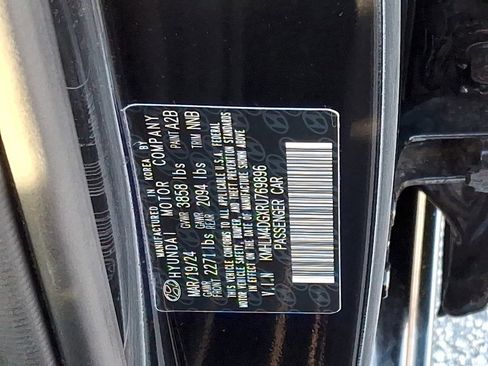 MANUFACTURED IN KOREA BY
HYUNDAI MOTOR COMPANY
MAR/19/24 PAINT A2B
GVWR 3858 lbs TRIM NNB
GAWR FRONT 2271 lbs GAWR REAR 2094 lbs
THIS VEHICLE CONFORMS TO ALL APPLICABLE U.S.A FEDERAL
MOTOR VEHICLE SAFETY, BUMPER, AND THEFT PREVENTION STANDARDS
IN EFFECT ON THE DATE OF MANUFACTURE SHOWN ABOVE
V.I.N KMHLM4DGXRU769896
PASSENGER CAR